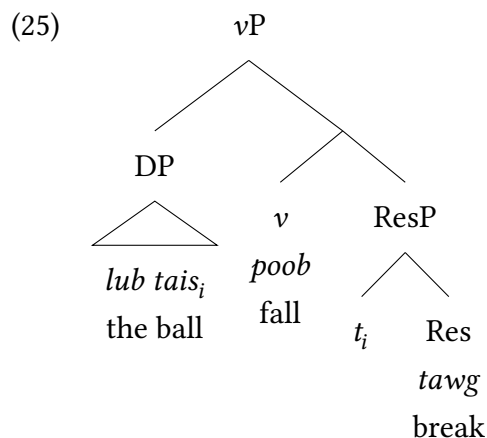 (25) vP
DP
v ResP
lub tais_i poob
the ball fall
t_i Res
tawg
break